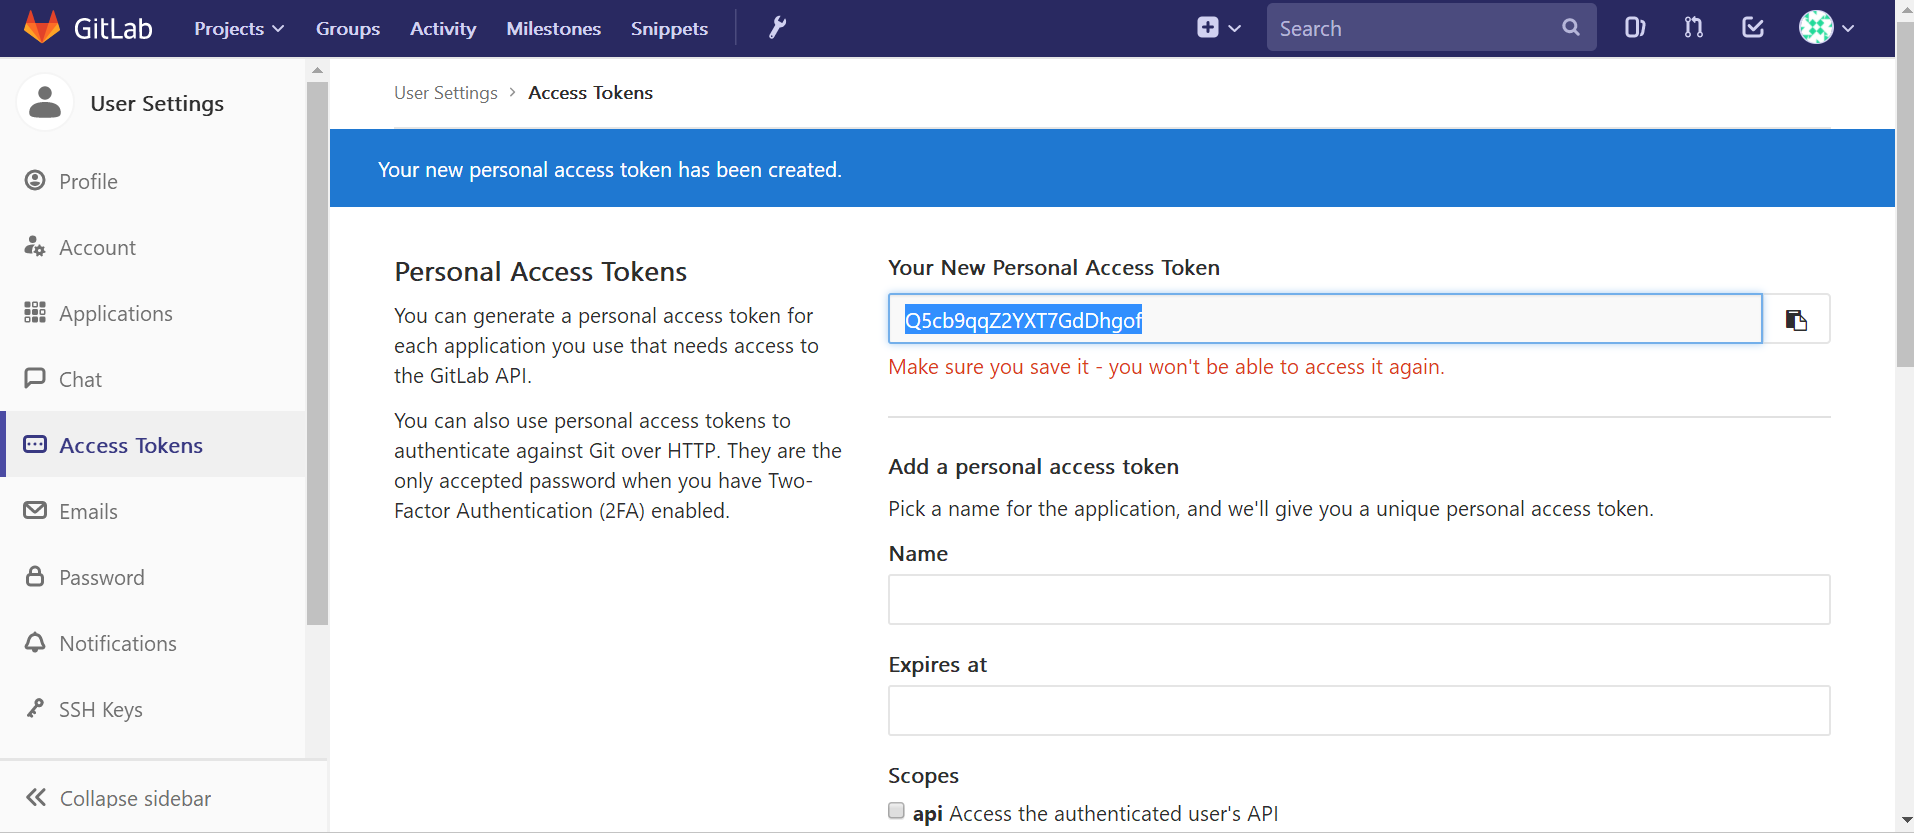 GitLab Projects Groups Activity Milestones Snippets Search
User Settings
Profile
Account
Applications
Chat
Access Tokens
Emails
Password
Notifications
SSH Keys
Collapse sidebar
User Settings > Access Tokens
Your new personal access token has been created.
Personal Access Tokens
You can generate a personal access token for
each application you use that needs access to
the GitLab API.
You can also use personal access tokens to
authenticate against Git over HTTP. They are the
only accepted password when you have Two-
Factor Authentication (2FA) enabled.
Your New Personal Access Token
Q5cb9qqZ2YXT7GdDhgof
Make sure you save it - you won't be able to access it again.
Add a personal access token
Pick a name for the application, and we'll give you a unique personal access token.
Name
Expires at
Scopes
api Access the authenticated user's API